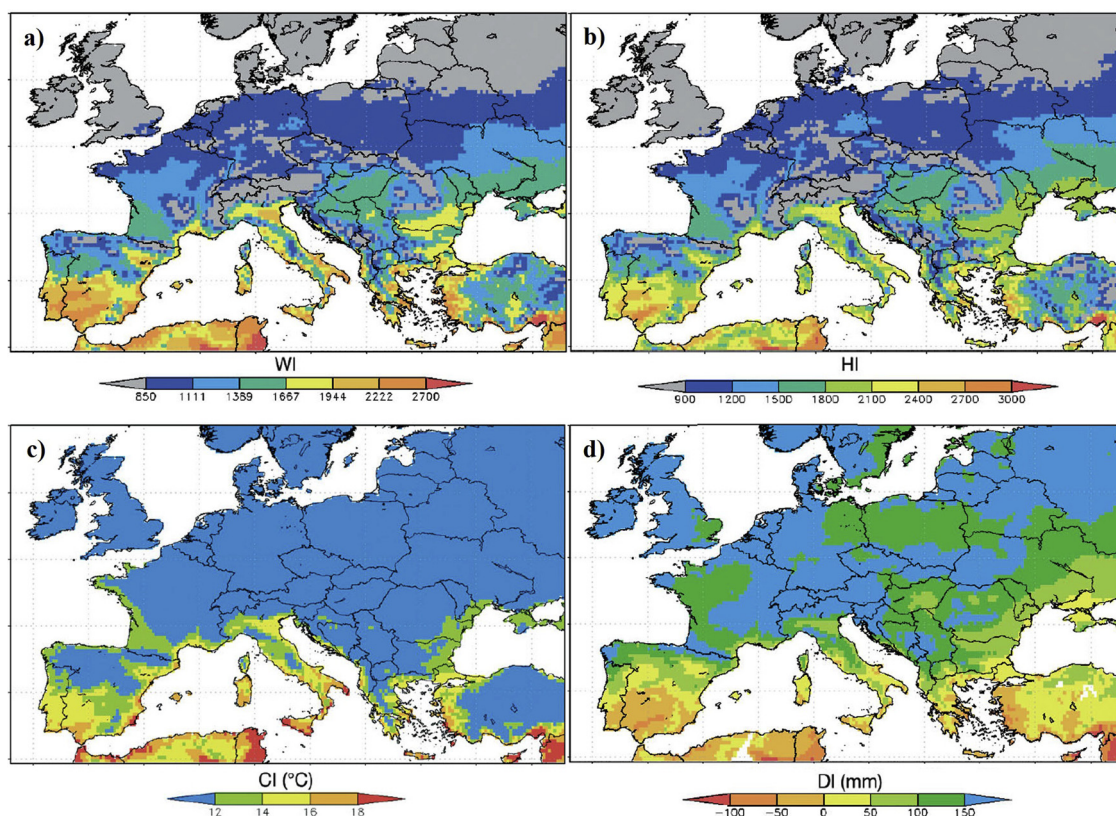 a)
b)
WI
850 1111 1389 1667 1944 2222 2700
HI
900 1200 1500 1800 2100 2400 2700 3000
c)
d)
CI (°C)
12 14 16 18
DI (mm)
−100 −50 0 50 100 150